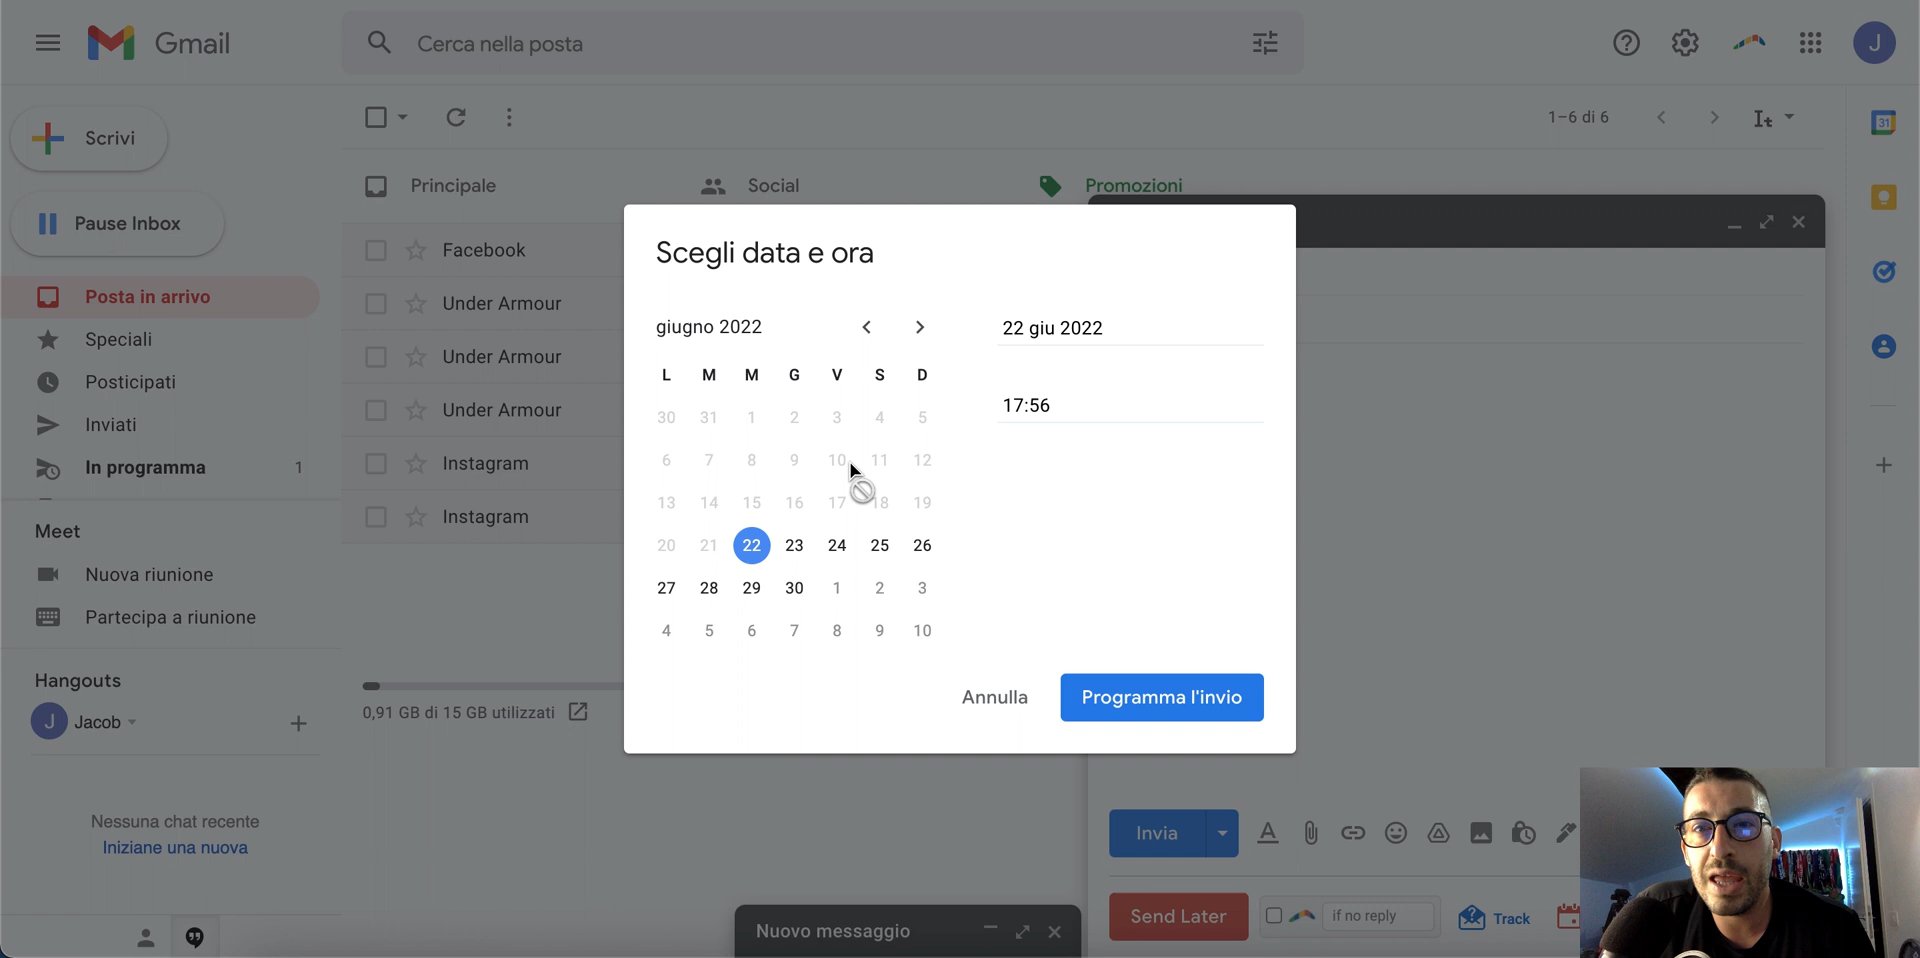 Gmail
Cerca nella posta
J
Scrivi
1–6 di 6
31
Pause Inbox
Principale
Social
Promozioni
Posta in arrivo
Speciali
Posticipati
Inviati
In programma 1
Facebook
Under Armour
Under Armour
Under Armour
Instagram
Instagram
Meet
Nuova riunione
Partecipa a riunione
Hangouts
J Jacob
Nessuna chat recente
Iniziane una nuova
0,91 GB di 15 GB utilizzati
Scegli data e ora
giugno 2022
22 giu 2022
17:56
L M M G V S D
30 31 1 2 3 4 5
6 7 8 9 10 11 12
13 14 15 16 17 18 19
20 21 22 23 24 25 26
27 28 29 30 1 2 3
4 5 6 7 8 9 10
Annulla
Programma l'invio
Invia
Send Later
if no reply
Track
Nuovo messaggio